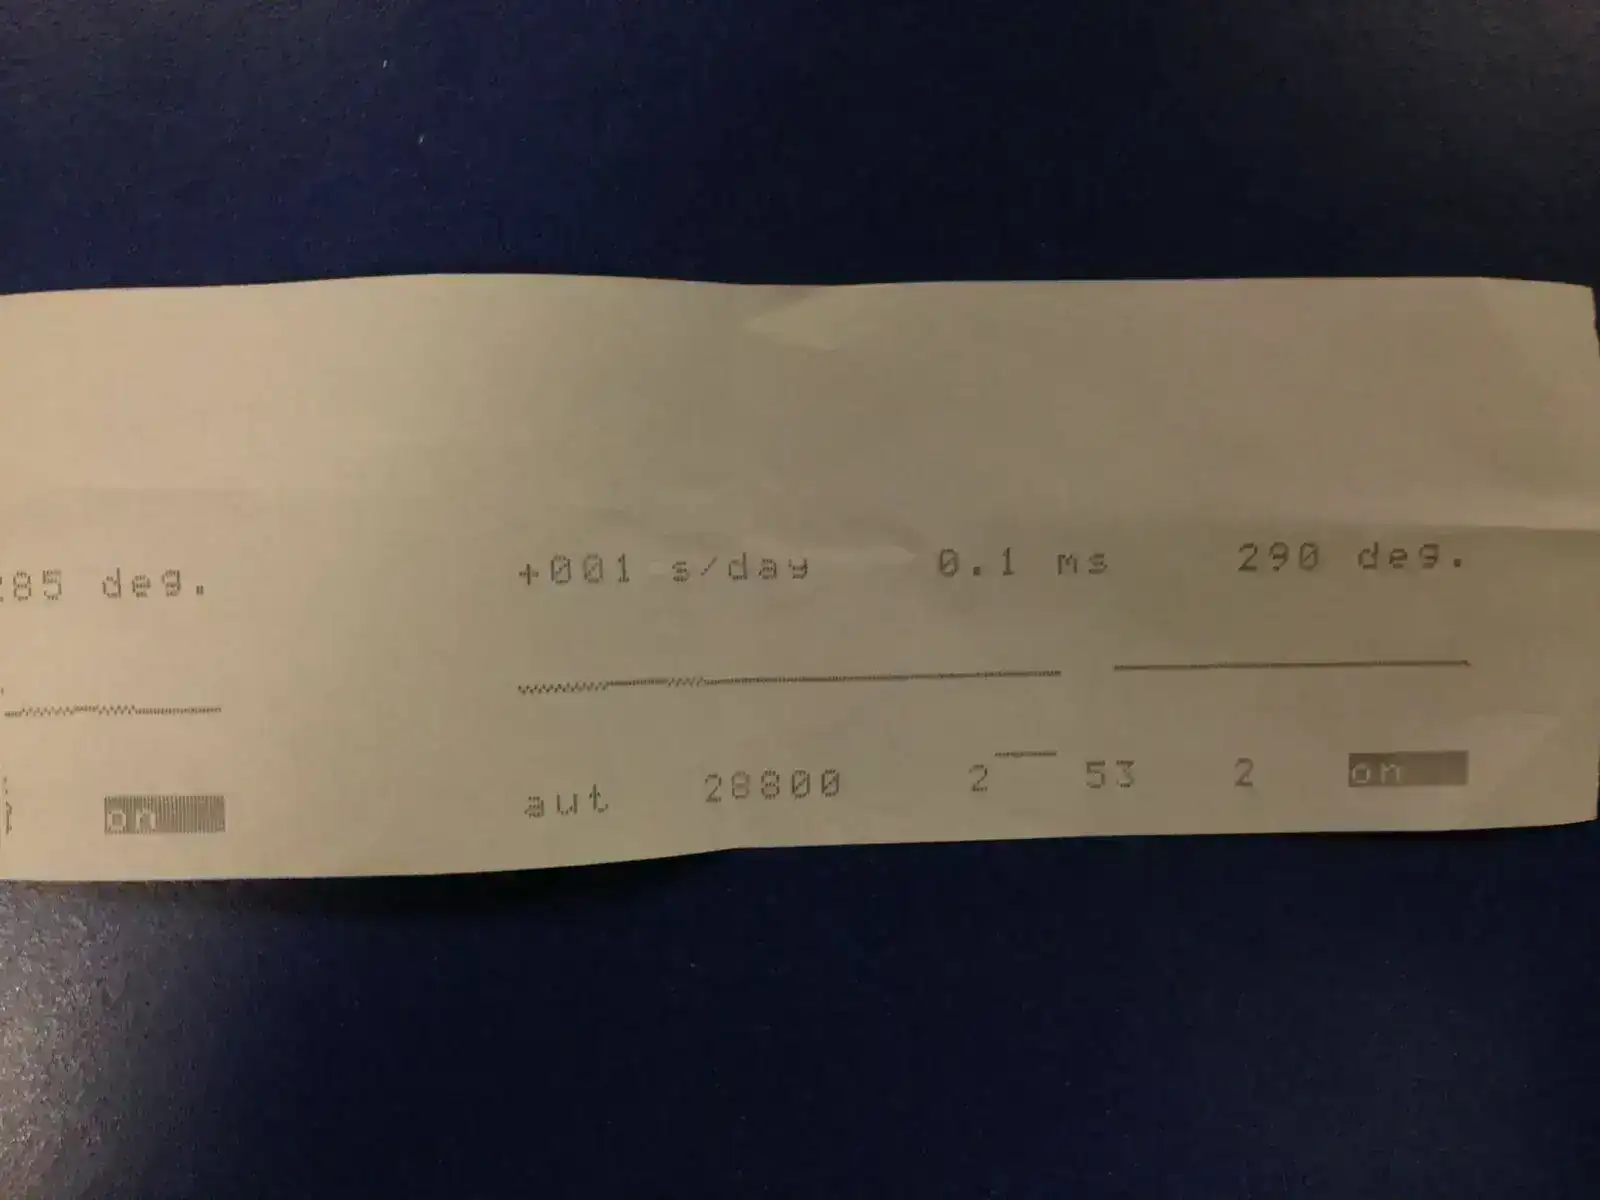 85 deg.
+001 s/day 0.1 ms 290 deg.
aut 28800 2 53 2 on
on